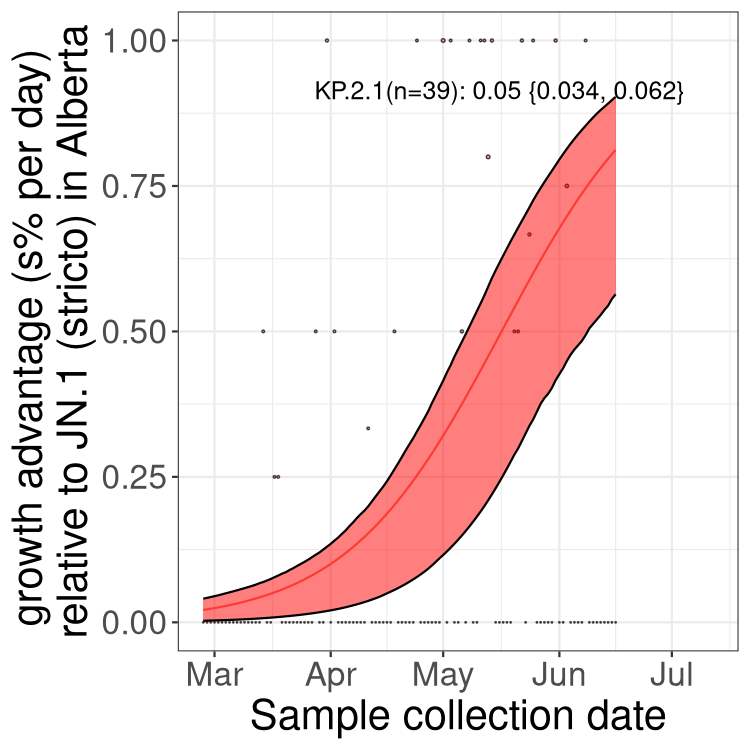 growth advantage (s% per day)
relative to JN.1 (stricto) in Alberta
1.00
0.75
0.50
0.25
0.00
KP.2.1(n=39): 0.05 {0.034, 0.062}
Mar Apr May Jun Jul
Sample collection date